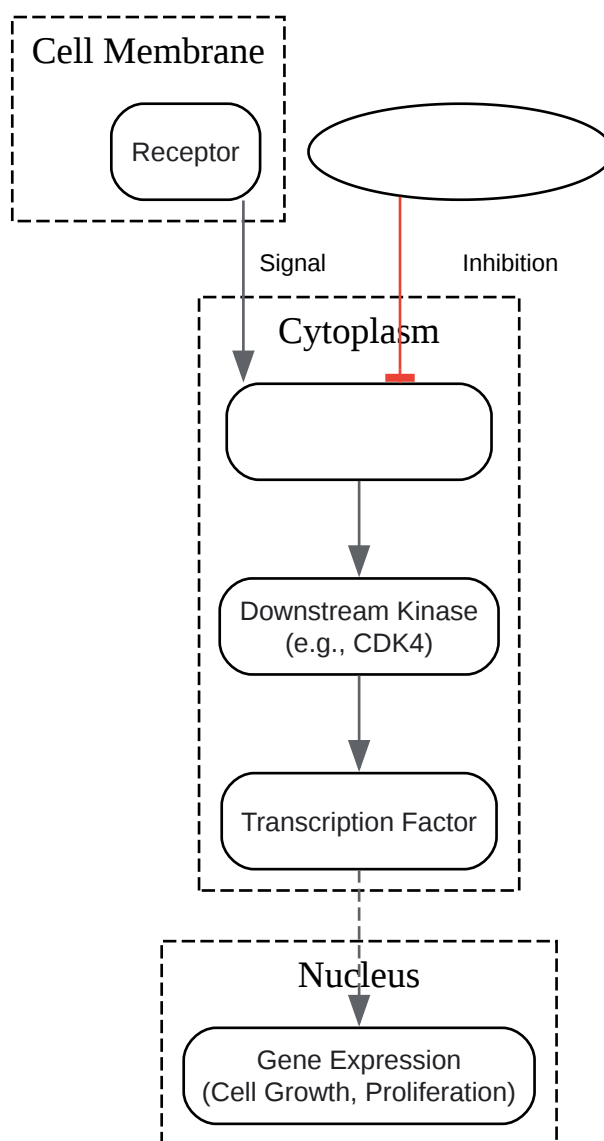 Cell Membrane
Receptor
Signal
Inhibition
Cytoplasm
Downstream Kinase
(e.g., CDK4)
Transcription Factor
Nucleus
Gene Expression
(Cell Growth, Proliferation)